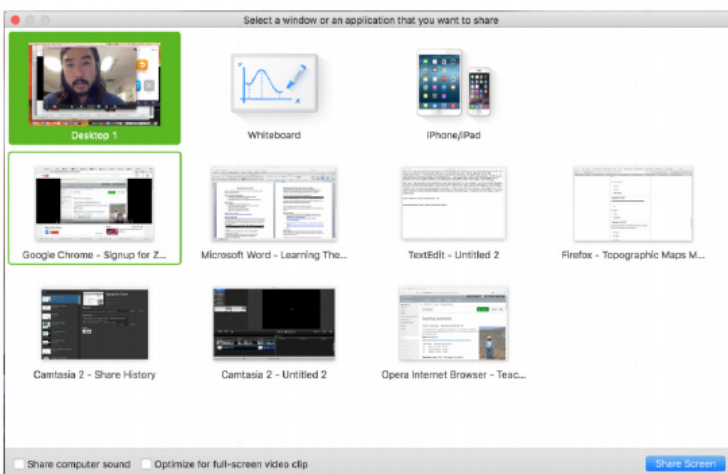 Select a window or an application that you want to share
Desktop 1
Whiteboard
iPhone/iPad
Google Chrome - Signup for Z...
Microsoft Word - Learning The...
TextEdit - Untitled 2
Firefox - Topographic Maps M...
Camtasia 2 - Share History
Camtasia 2 - Untitled 2
Opera Internet Browser - Teac...
Share computer sound
Optimize for full-screen video clip
Share Screen